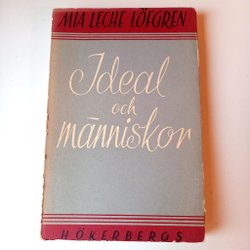 MIA LECHE LÖFGREN
Ideal
och
människor
HÖKERBERGS